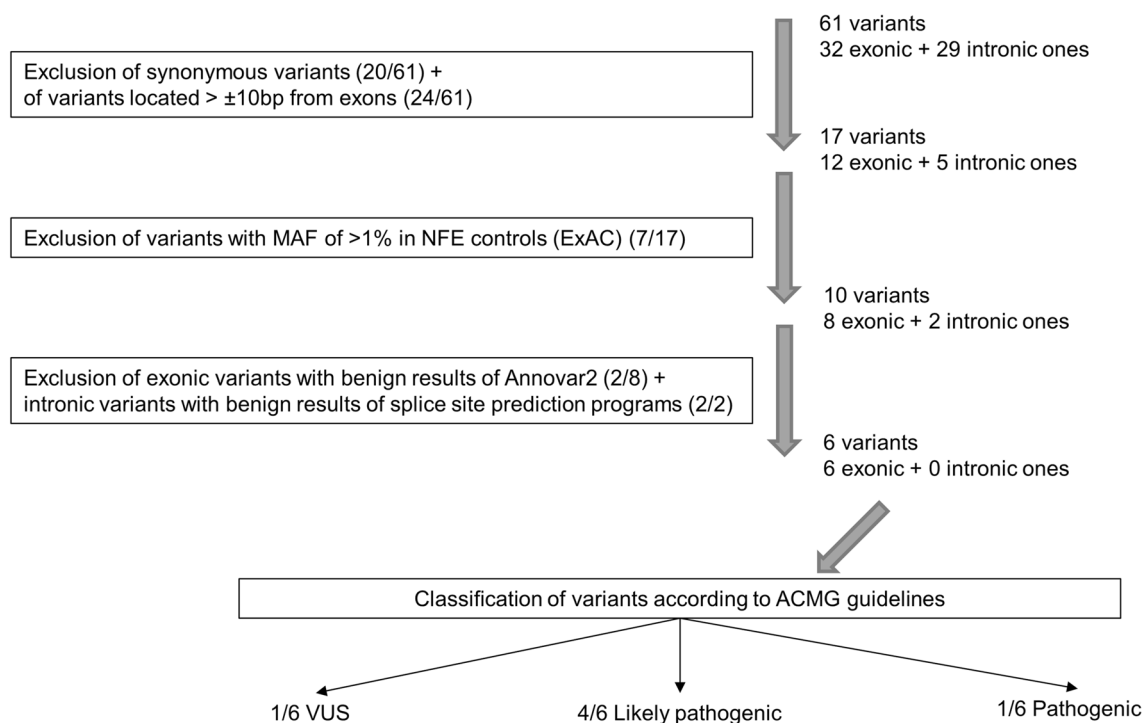 61 variants
32 exonic + 29 intronic ones
Exclusion of synonymous variants (20/61) +
of variants located > ±10bp from exons (24/61)
17 variants
12 exonic + 5 intronic ones
Exclusion of variants with MAF of >1% in NFE controls (ExAC) (7/17)
10 variants
8 exonic + 2 intronic ones
Exclusion of exonic variants with benign results of Annovar2 (2/8) +
intronic variants with benign results of splice site prediction programs (2/2)
6 variants
6 exonic + 0 intronic ones
Classification of variants according to ACMG guidelines
1/6 VUS
4/6 Likely pathogenic
1/6 Pathogenic